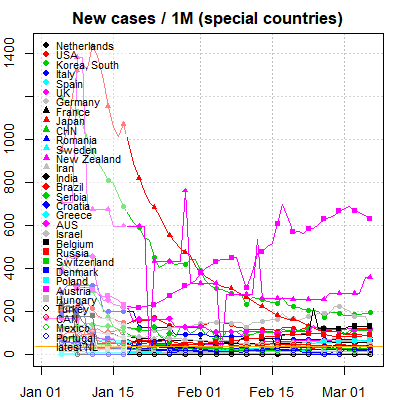 New cases / 1M (special countries)
1400
1200
1000
800
600
400
200
0
Netherlands
USA
Korea, South
Italy
Spain
UK
Germany
France
Japan
CHN
Romania
Sweden
New Zealand
Iran
India
Brazil
Serbia
Croatia
Greece
AUS
Israel
Belgium
Russia
Switzerland
Denmark
Poland
Austria
Hungary
Turkey
CAN
Mexico
Portugal
latest NL
Jan 01
Jan 15
Feb 01
Feb 15
Mar 01